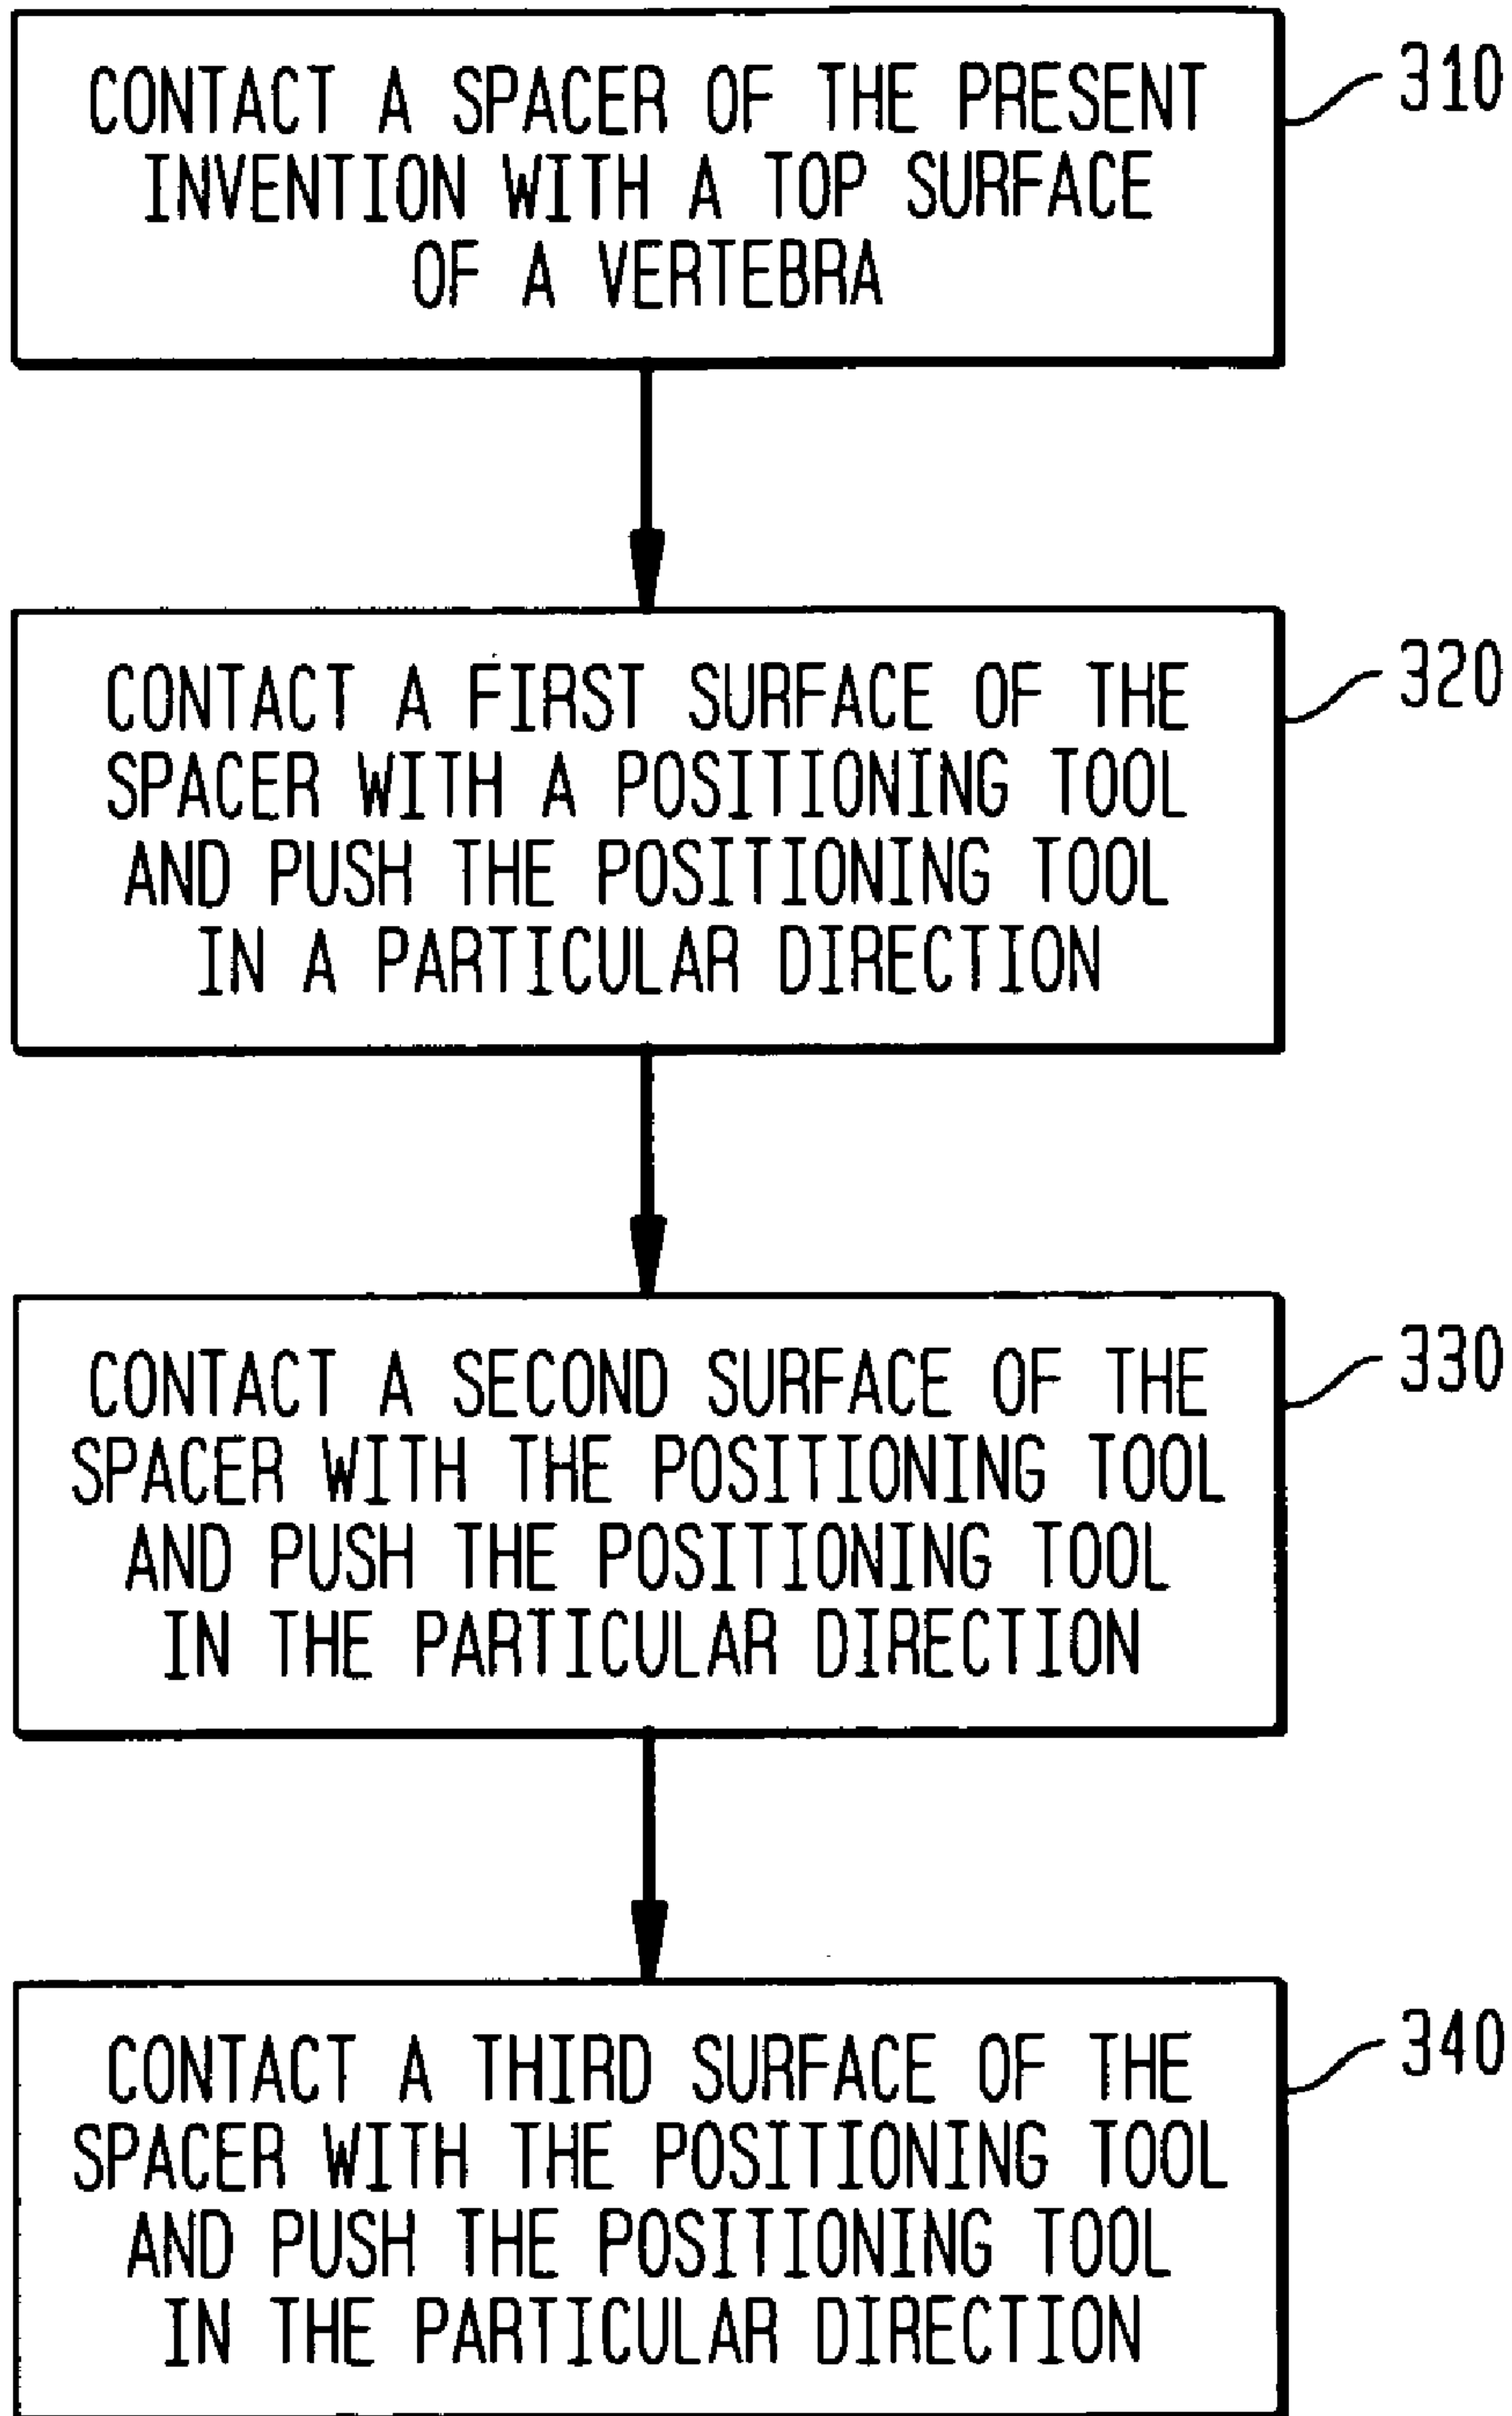 CONTACT A SPACER OF THE PRESENT
INVENTION WITH A TOP SURFACE
OF A VERTEBRA
310
CONTACT A FIRST SURFACE OF THE
SPACER WITH A POSITIONING TOOL
AND PUSH THE POSITIONING TOOL
IN A PARTICULAR DIRECTION
320
CONTACT A SECOND SURFACE OF THE
SPACER WITH THE POSITIONING TOOL
AND PUSH THE POSITIONING TOOL
IN THE PARTICULAR DIRECTION
330
CONTACT A THIRD SURFACE OF THE
SPACER WITH THE POSITIONING TOOL
AND PUSH THE POSITIONING TOOL
IN THE PARTICULAR DIRECTION
340